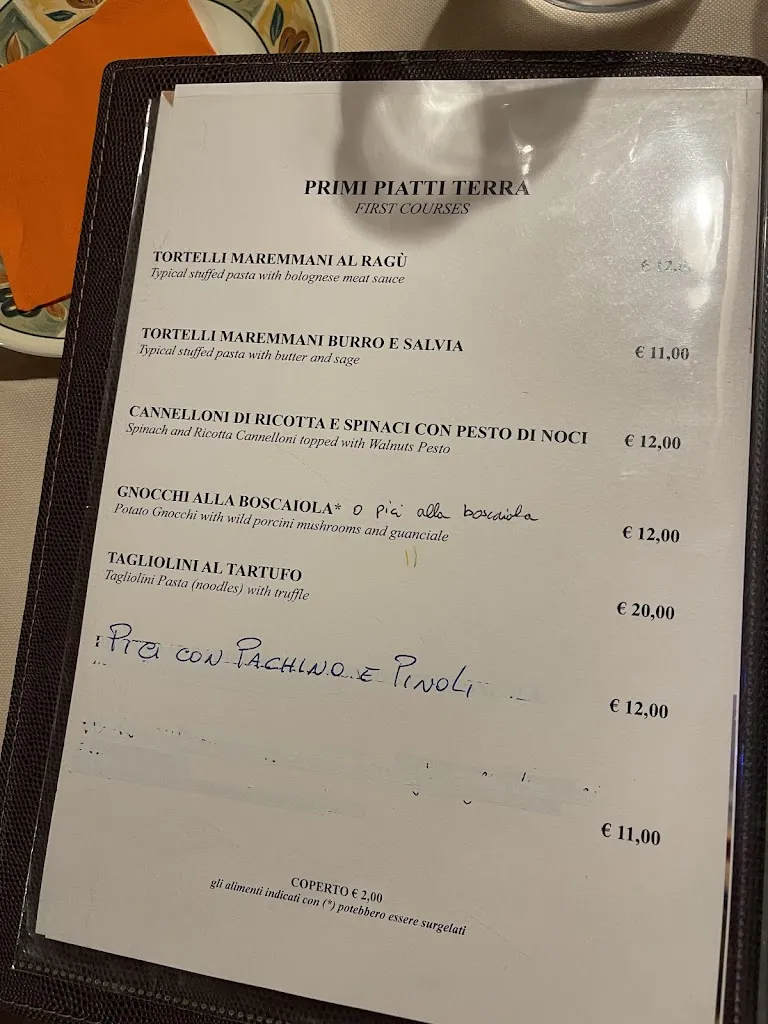 PRIMI PIATTI TERRA
FIRST COURSES
TORTELLI MAREMMANI AL RAGÙ
Typical stuffed pasta with bolognese meat sauce
TORTELLI MAREMMANI BURRO E SALVIA
€ 11,00
Typical stuffed pasta with butter and sage
CANNELLONI DI RICOTTA E SPINACI CON PESTO DI NOCI
€ 12,00
Spinach and Ricotta Cannelloni topped with Walnuts Pesto
GNOCCHI ALLA BOSCAIOLA* o pici alla boscaiola
€ 12,00
Potato Gnocchi with wild porcini mushrooms and guanciale
TAGLIOLINI AL TARTUFO
€ 20,00
Tagliolini Pasta (noodles) with truffle
PICI CON PACHINO E PINOLI
€ 12,00
€ 11,00
COPERTO € 2,00
gli alimenti indicati con (*) potebbero essere surgelati